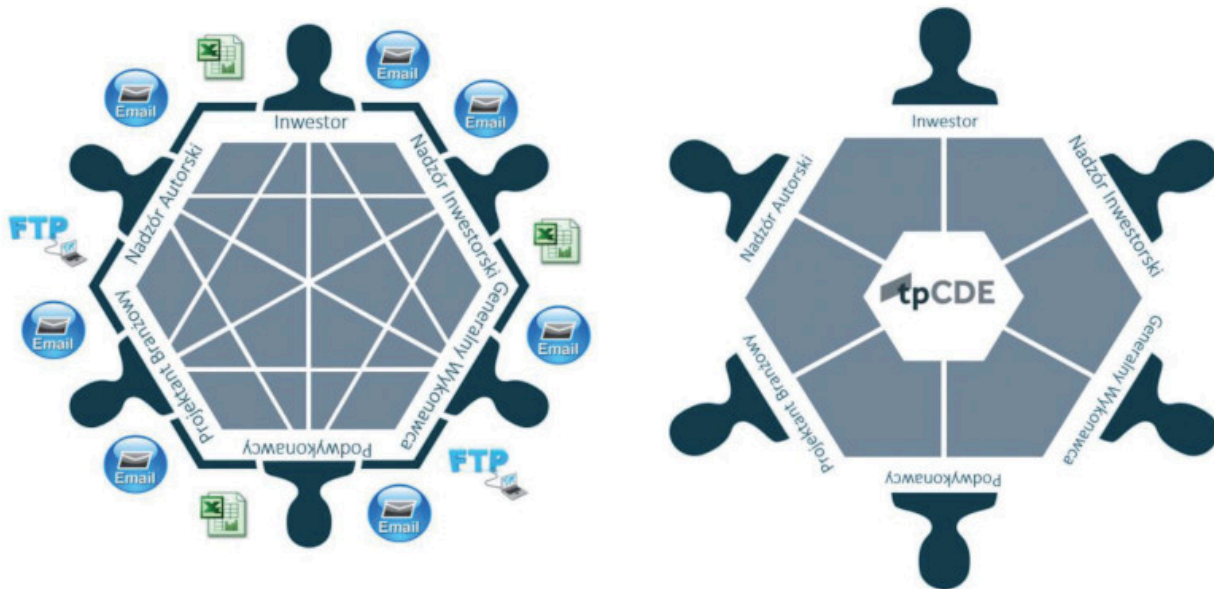 Email
Email
Email
Inwestor
Nadzór Autorski
Nadzór Inwestorski
FTP
Email
Email
Projektant Branżowy
Generalny Wykonawca
Podwykonawcy
Email
FTP
Email
Inwestor
Nadzór Autorski
Nadzór Inwestorski
tpCDE
Projektant Branżowy
Generalny Wykonawca
Podwykonawcy